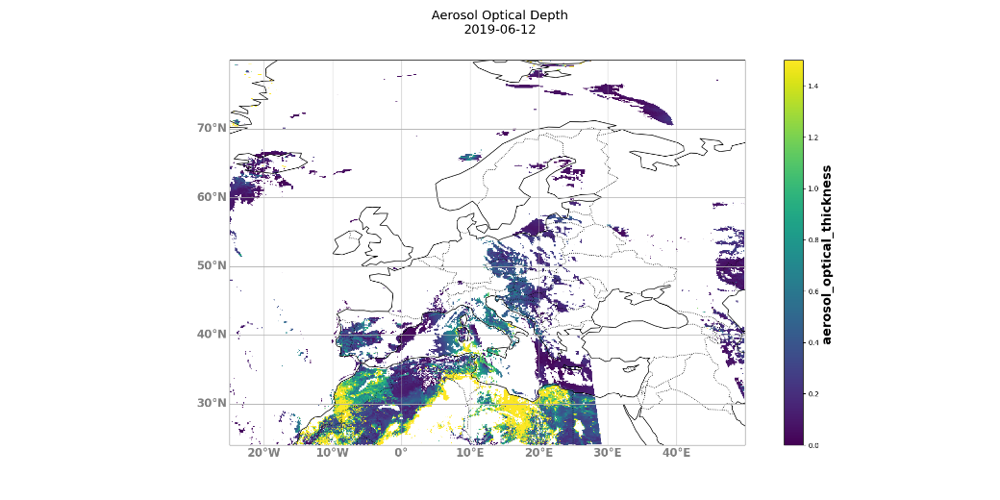 Aerosol Optical Depth
2019-06-12
70°N
60°N
50°N
40°N
30°N
20°W
10°W
0°
10°E
20°E
30°E
40°E
1.4
1.2
1.0
0.8
0.6
0.4
0.2
0.0
aerosol_optical_thickness